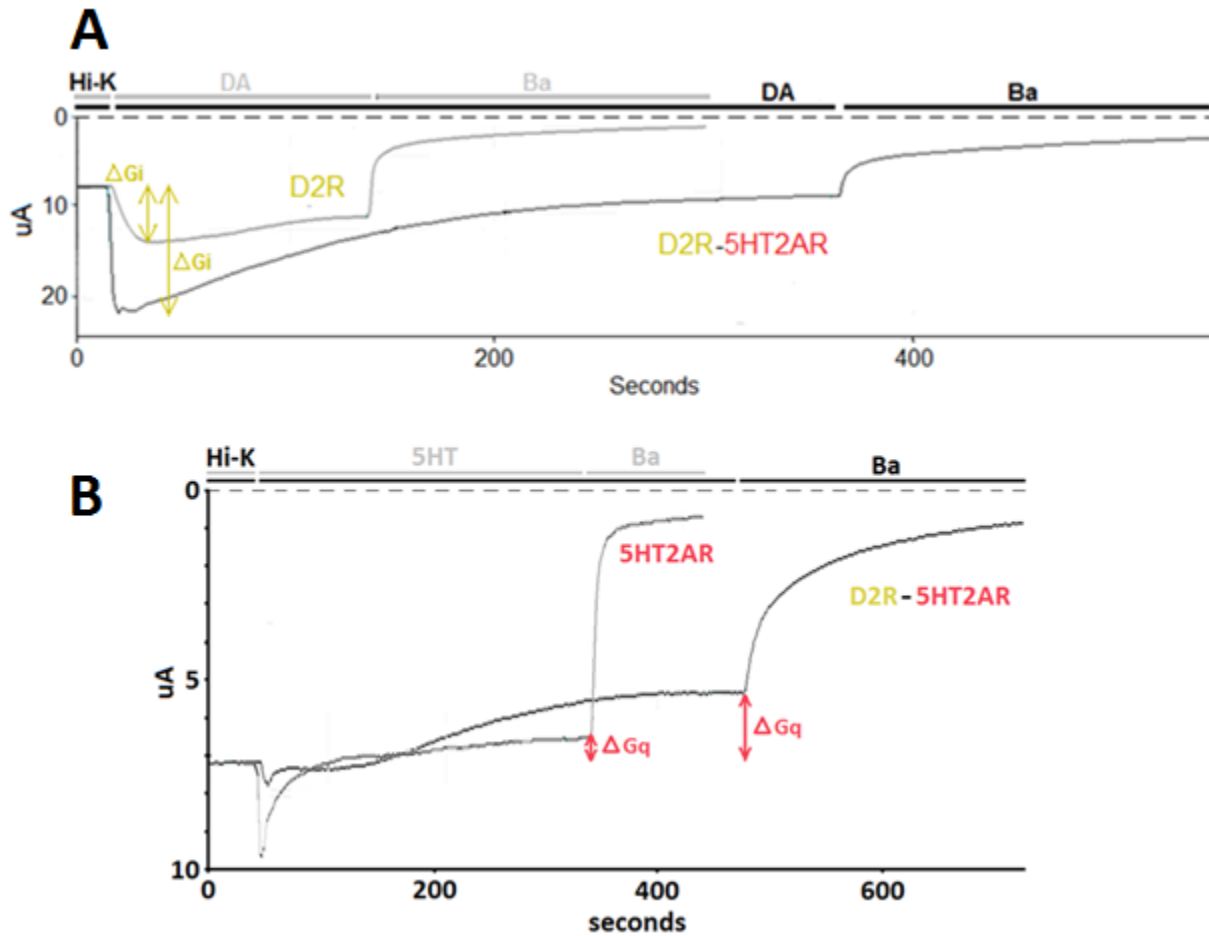 A
Hi-K DA Ba DA Ba
0
ΔGi
D2R
10
uA
ΔGi
D2R-5HT2AR
20
0 200 400
Seconds
B
Hi-K 5HT Ba Ba
0
5HT2AR
D2R-5HT2AR
5
uA
ΔGq
ΔGq
10
0 200 400 600
seconds